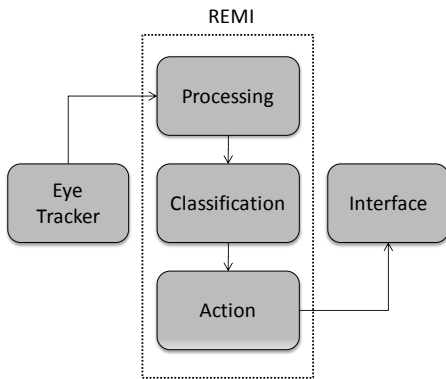 REMI
Processing
Eye
Tracker
Classification
Interface
Action